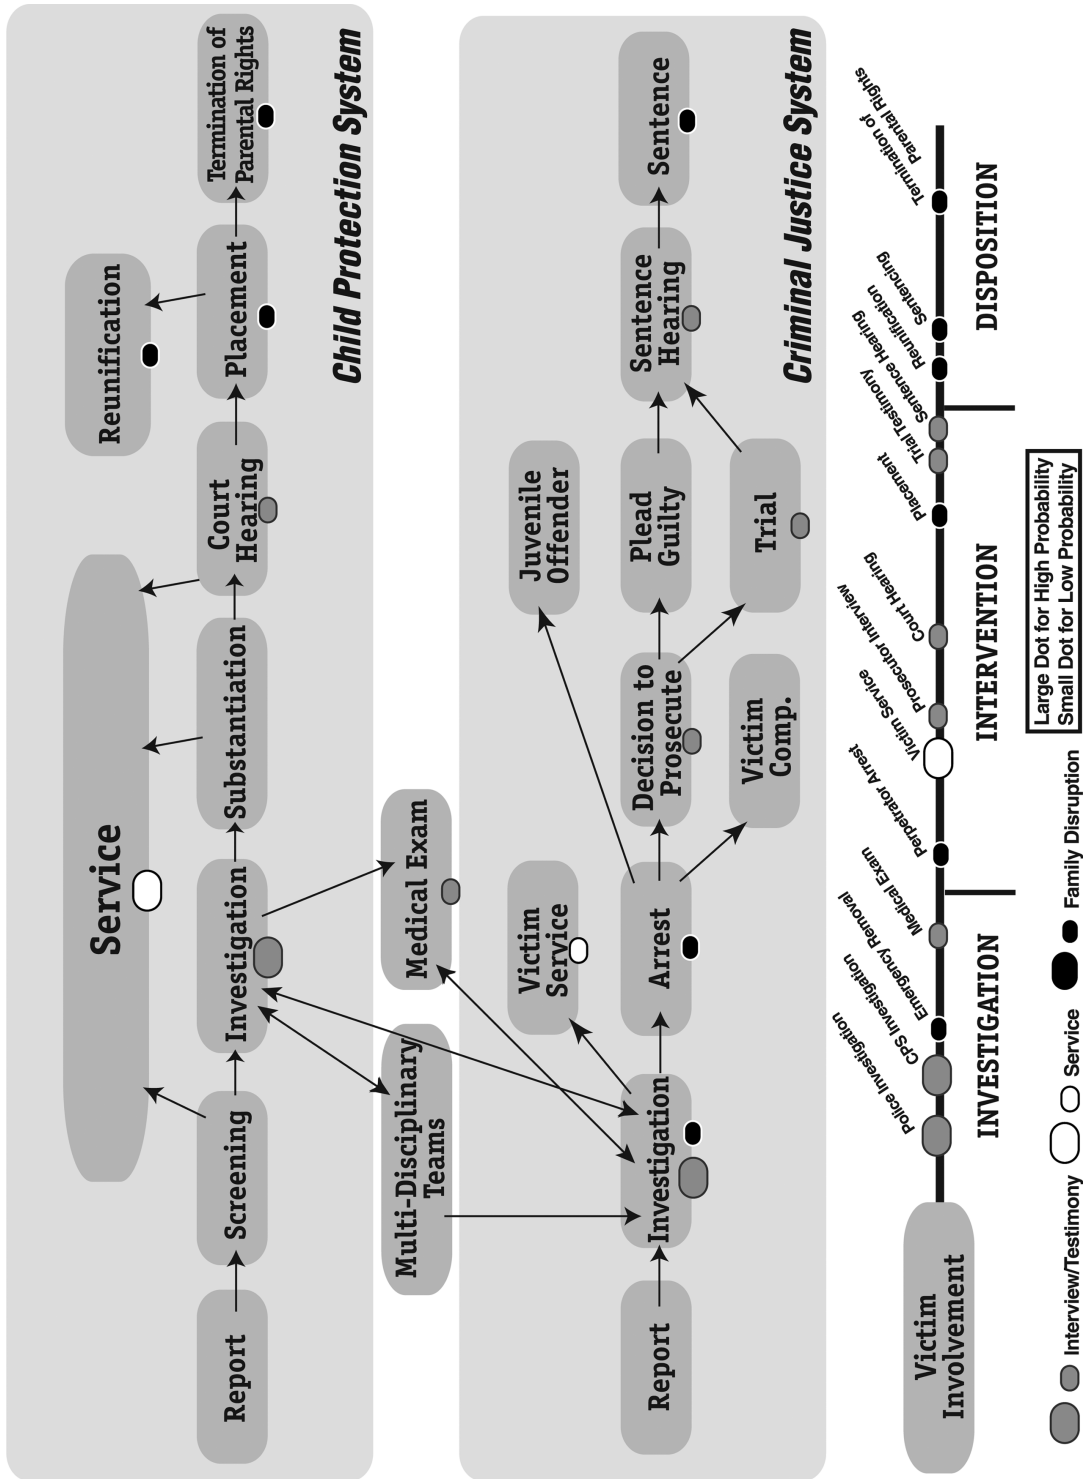 Service
Reunification
Report
Screening
Investigation
Substantiation
Court
Hearing
Placement
Termination of
Parental Rights
Child Protection System
Multi-Disciplinary
Teams
Medical Exam
Victim
Service
Juvenile
Offender
Report
Investigation
Arrest
Decision to
Prosecute
Plead
Guilty
Sentence
Hearing
Sentence
Victim
Comp.
Trial
Criminal Justice System
Victim
Involvement
Police Investigation
CPS Investigation
Emergency Removal
Medical Exam
Perpetrator Arrest
Victim Service
Prosecutor Interview
Court Hearing
Placement
Trial Testimony
Sentence Hearing
Reunification
Sentencing
Termination of
Parental Rights
INVESTIGATION
INTERVENTION
DISPOSITION
Interview/Testimony
Service
Family Disruption
Large Dot for High Probability
Small Dot for Low Probability